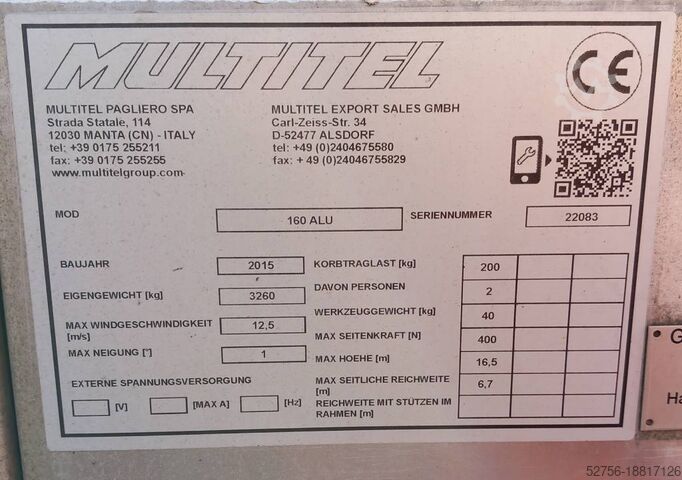 MULTITEL
CE
MULTITEL PAGLIERO SPA
Strada Statale, 114
12030 MANTA (CN) - ITALY
tel: +39 0175 255211
fax: +39 0175 255255
www.multitelgroup.com
MULTITEL EXPORT SALES GMBH
Carl-Zeiss-Str. 34
D-52477 ALSDORF
tel: +49 (0)2404675580
fax: + 49 (0)24046755829
MOD 160 ALU SERIENNUMMER 22083
BAUJAHR 2015
EIGENGEWICHT [kg] 3260
MAX WINDGESCHWINDIGKEIT [m/s] 12,5
MAX NEIGUNG [°] 1
EXTERNE SPANNUNGSVERSORGUNG
[V] [MAX A] [Hz]
KORBTRAGLAST [kg] 200
DAVON PERSONEN 2
WERKZEUGGEWICHT [kg] 40
MAX SEITENKRAFT [N] 400
MAX HOEHE [m] 16,5
MAX SEITLICHE REICHWEITE [m] 6,7
REICHWEITE MIT STÜTZEN IM RAHMEN [m]
G
Ha
52756-18817126